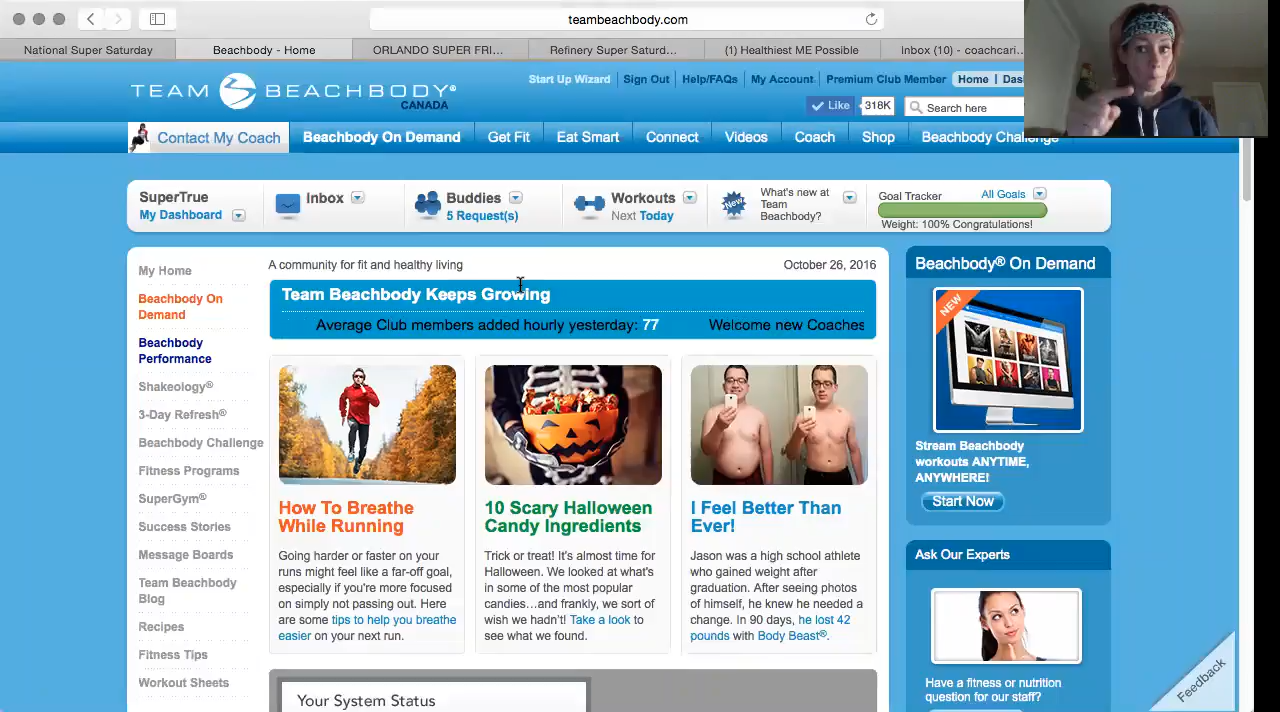 teambeachbody.com
National Super Saturday
Beachbody - Home
ORLANDO SUPER FRI...
Refinery Super Saturd...
(1) Healthiest ME Possible
Inbox (10) - coachcari...
TEAM BEACHBODY®
CANADA
Start Up Wizard
Sign Out
Help/FAQs
My Account
Premium Club Member
Home | Das
Like
318K
Search here
Contact My Coach
Beachbody On Demand
Get Fit
Eat Smart
Connect
Videos
Coach
Shop
Beachbody Challenge
SuperTrue
My Dashboard
Inbox
Buddies
5 Request(s)
Workouts
Next Today
New
What's new at
Team
Beachbody?
Goal Tracker
All Goals
Weight: 100% Congratulations!
My Home
Beachbody On
Demand
Beachbody
Performance
Shakeology®
3-Day Refresh®
Beachbody Challenge
Fitness Programs
SuperGym®
Success Stories
Message Boards
Team Beachbody
Blog
Recipes
Fitness Tips
Workout Sheets
A community for fit and healthy living
October 26, 2016
Team Beachbody Keeps Growing
Average Club members added hourly yesterday: 77
Welcome new Coaches
How To Breathe
While Running
Going harder or faster on your
runs might feel like a far-off goal,
especially if you're more focused
on simply not passing out. Here
are some tips to help you breathe
easier on your next run.
10 Scary Halloween
Candy Ingredients
Trick or treat! It's almost time for
Halloween. We looked at what's
in some of the most popular
candies…and frankly, we sort of
wish we hadn't! Take a look to
see what we found.
I Feel Better Than
Ever!
Jason was a high school athlete
who gained weight after
graduation. After seeing photos
of himself, he knew he needed a
change. In 90 days, he lost 42
pounds with Body Beast®.
Your System Status
Beachbody® On Demand
NEW
Stream Beachbody
workouts ANYTIME,
ANYWHERE!
Start Now
Ask Our Experts
Have a fitness or nutrition
question for our staff?
Feedback